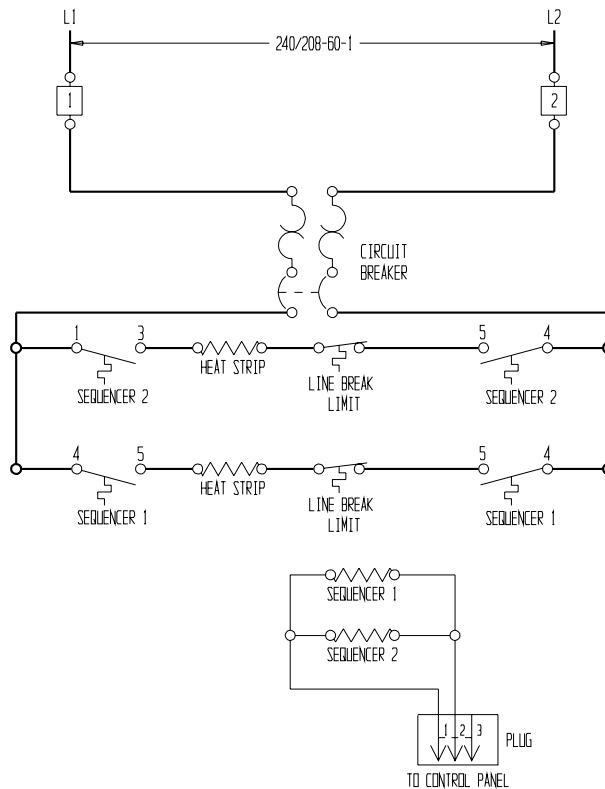 L1 L2
240/208-60-1
1 2
CIRCUIT
BREAKER
1 3 5 4
SEQUENCER 2 HEAT STRIP LINE BREAK SEQUENCER 2
LIMIT
4 5 5 4
SEQUENCER 1 HEAT STRIP LINE BREAK SEQUENCER 1
LIMIT
SEQUENCER 1
SEQUENCER 2
1 2 3 PLUG
TO CONTROL PANEL